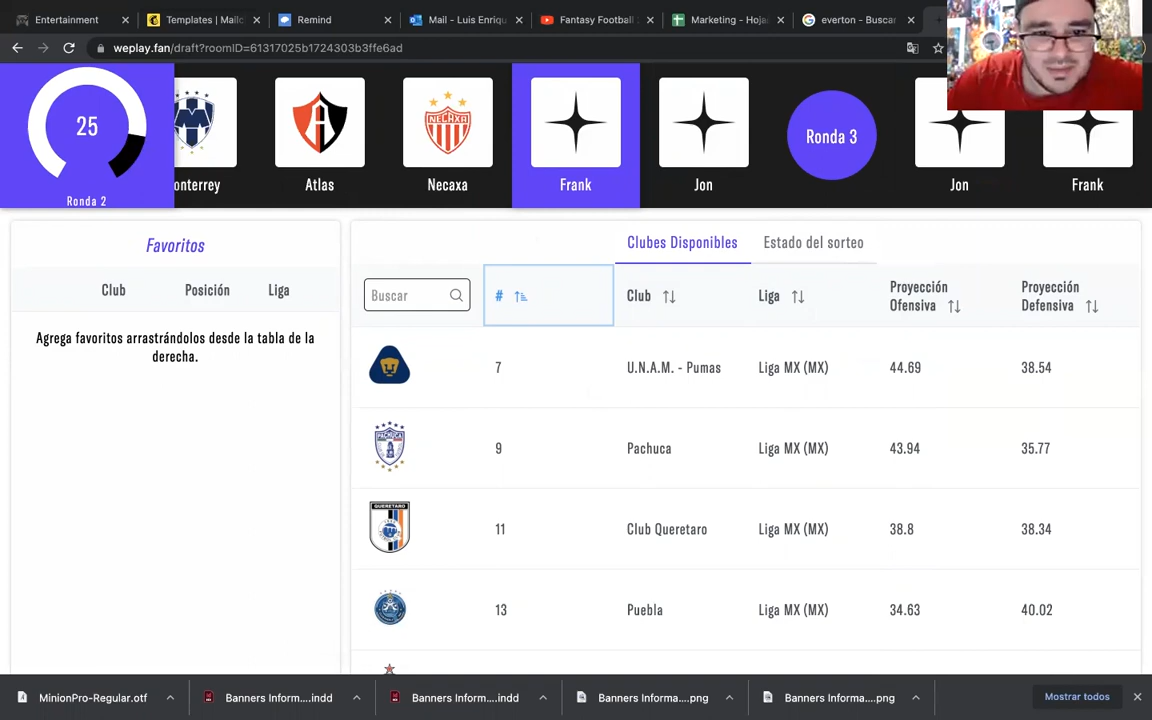 Entertainment
Templates | Mailc
Remind
Mail - Luis Enriqu
Fantasy Football
Marketing - Hoja
everton - Buscar
weplay.fan/draft?roomID=61317025b1724303b3ffe6ad
25
Ronda 2
onterrey
Atlas
NECAXA
Necaxa
Frank
Jon
Ronda 3
Jon
Frank
Favoritos
Club Posición Liga
Agrega favoritos arrastrándolos desde la tabla de la
derecha.
Clubes Disponibles Estado del sorteo
Buscar # Club Liga Proyección
Ofensiva Proyección
Defensiva
7 U.N.A.M. - Pumas Liga MX (MX) 44.69 38.54
PACHUCA
9 Pachuca Liga MX (MX) 43.94 35.77
QUERETARO
11 Club Queretaro Liga MX (MX) 38.8 38.34
13 Puebla Liga MX (MX) 34.63 40.02
MinionPro-Regular.otf
Banners Inform....indd
Banners Inform....indd
Banners Informa....png
Banners Informa....png
Mostrar todos